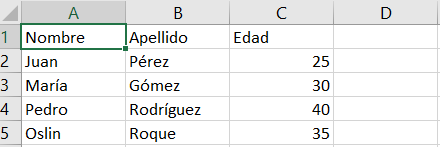 A B C D
1 Nombre Apellido Edad
2 Juan Pérez 25
3 María Gómez 30
4 Pedro Rodríguez 40
5 Oslin Roque 35